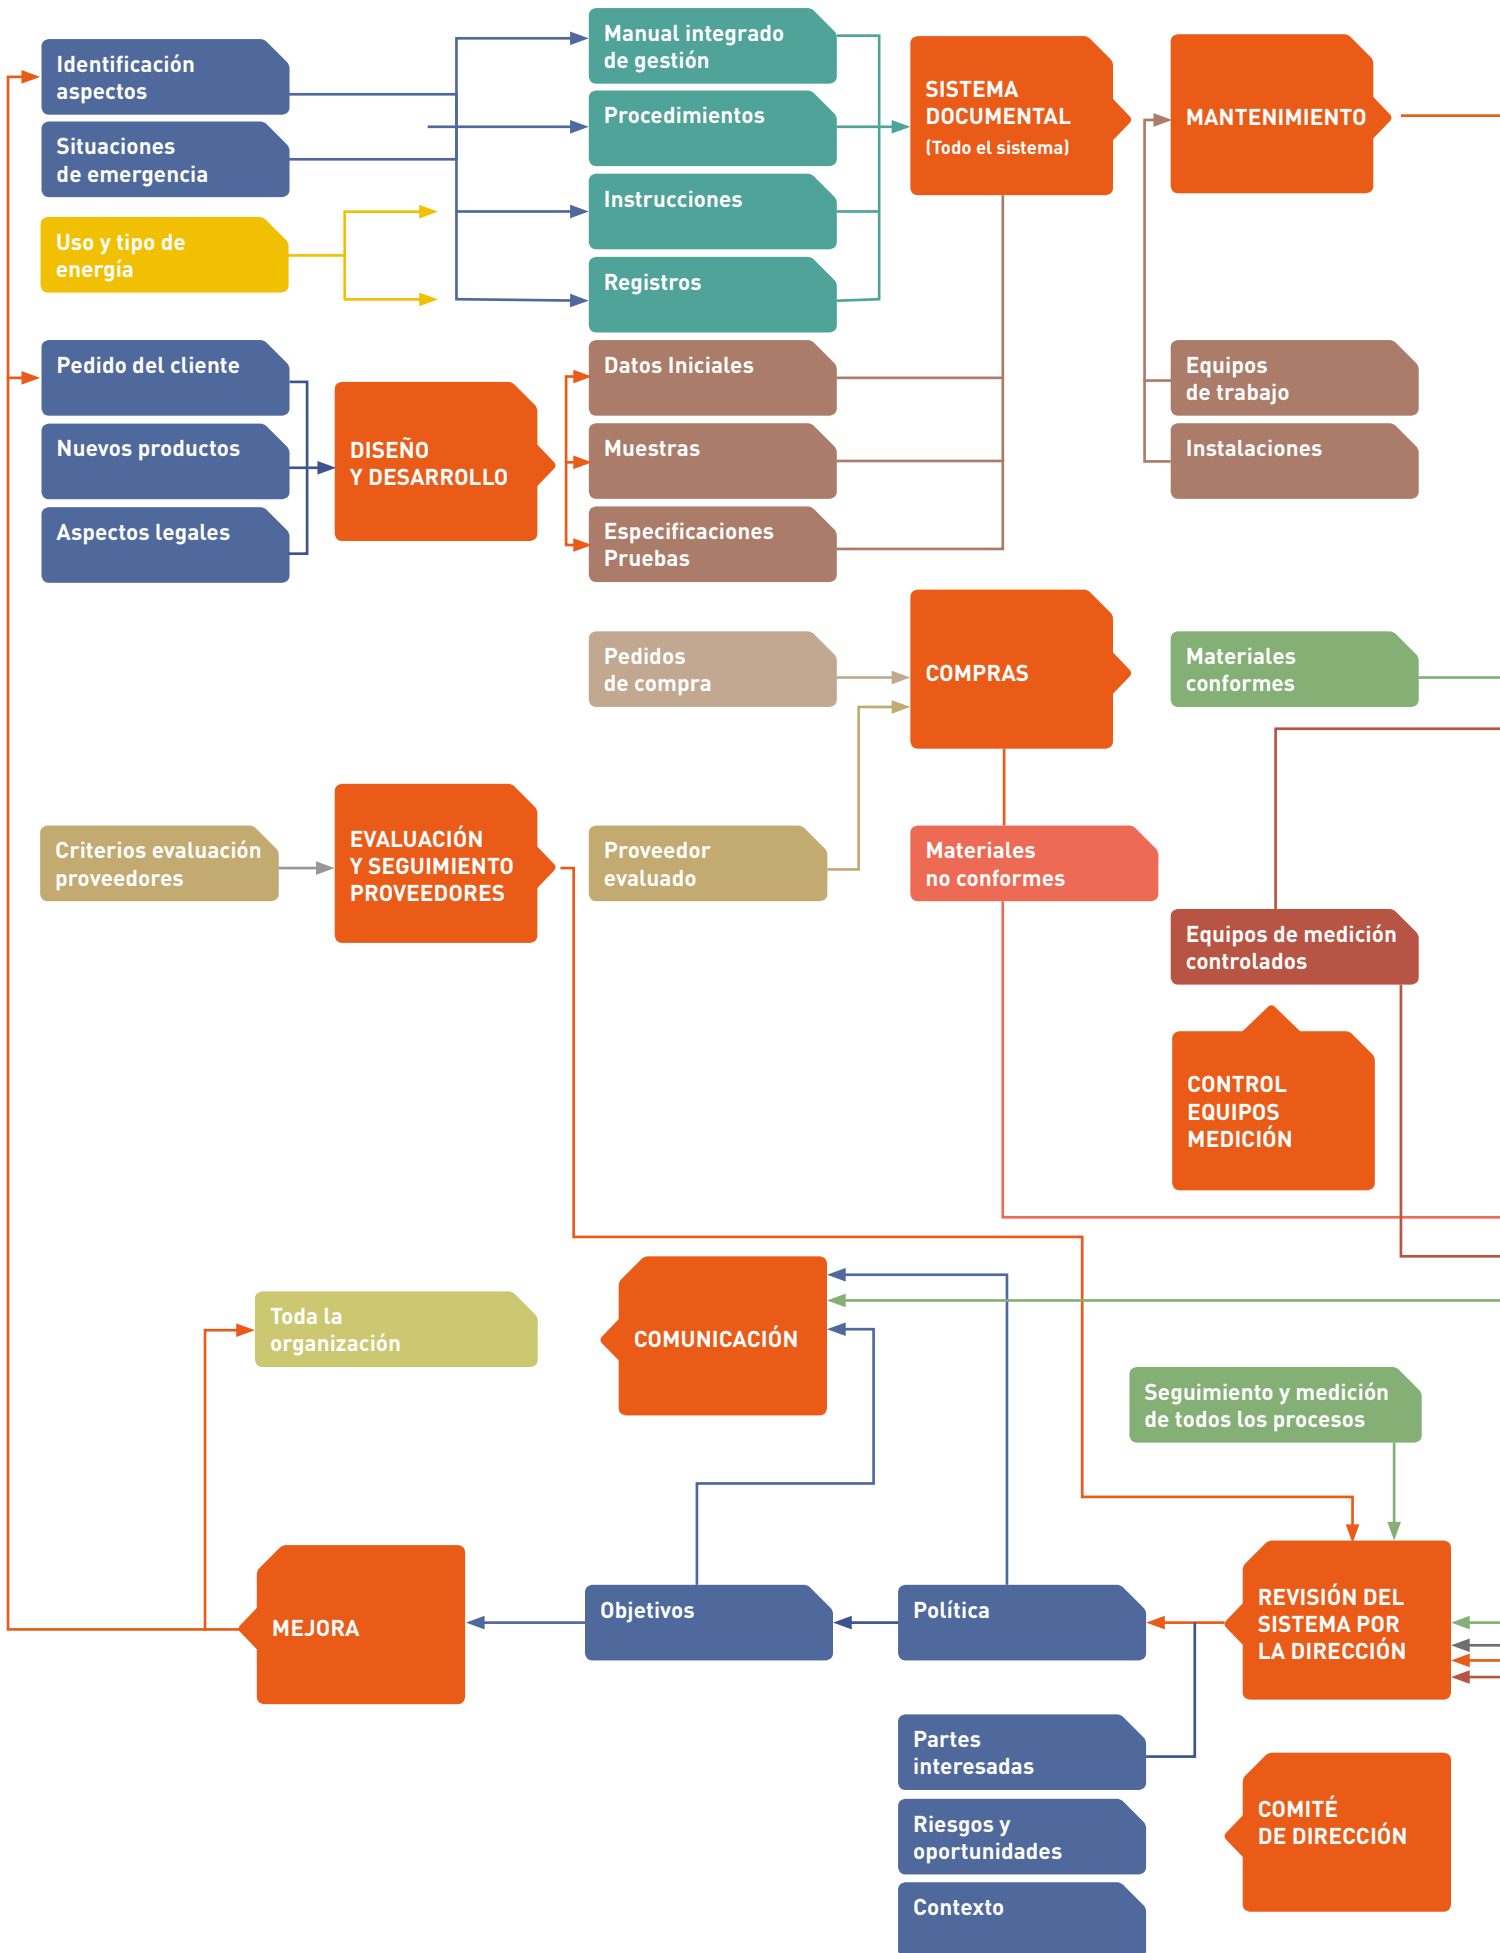 Identificación
aspectos
Situaciones
de emergencia
Uso y tipo de
energía
Manual integrado
de gestión
Procedimientos
Instrucciones
Registros
SISTEMA
DOCUMENTAL
(Todo el sistema)
MANTENIMIENTO
Pedido del cliente
Nuevos productos
Aspectos legales
DISEÑO
Y DESARROLLO
Datos Iniciales
Muestras
Especificaciones
Pruebas
Equipos
de trabajo
Instalaciones
Pedidos
de compra
COMPRAS
Materiales
conformes
Criterios evaluación
proveedores
EVALUACIÓN
Y SEGUIMIENTO
PROVEEDORES
Proveedor
evaluado
Materiales
no conformes
Equipos de medición
controlados
CONTROL
EQUIPOS
MEDICIÓN
Toda la
organización
COMUNICACIÓN
Seguimiento y medición
de todos los procesos
MEJORA
Objetivos
Política
REVISIÓN DEL
SISTEMA POR
LA DIRECCIÓN
Partes
interesadas
Riesgos y
oportunidades
Contexto
COMITÉ
DE DIRECCIÓN